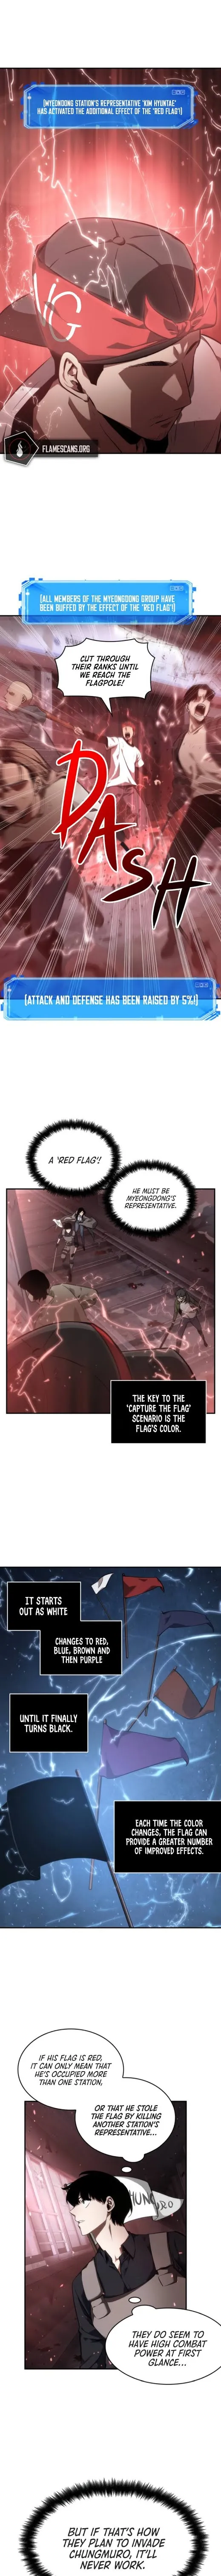 [MYEONGDONG STATION'S REPRESENTATIVE 'KIM HYUNTAE'
HAS ACTIVATED THE ADDITIONAL EFFECT OF THE 'RED FLAG'!]
FLAMESCANS.ORG
[ALL MEMBERS OF THE MYEONGDONG GROUP HAVE
BEEN BUFFED BY THE EFFECT OF THE 'RED FLAG'!]
CUT THROUGH
THEIR RANKS UNTIL
WE REACH THE
FLAGPOLE!
DASH
[ATTACK AND DEFENSE HAS BEEN RAISED BY 5%!]
A 'RED FLAG'!
HE MUST BE
MYEONGDONG'S
REPRESENTATIVE.
THE KEY TO THE
'CAPTURE THE FLAG'
SCENARIO IS THE
FLAG'S COLOR.
IT STARTS
OUT AS WHITE
CHANGES TO RED,
BLUE, BROWN AND
THEN PURPLE
UNTIL IT FINALLY
TURNS BLACK.
EACH TIME THE COLOR
CHANGES, THE FLAG CAN
PROVIDE A GREATER NUMBER
OF IMPROVED EFFECTS.
IF HIS FLAG IS RED,
IT CAN ONLY MEAN THAT
HE'S OCCUPIED MORE
THAN ONE STATION,
OR THAT HE STOLE
THE FLAG BY KILLING
ANOTHER STATION'S
REPRESENTATIVE...
THEY DO SEEM TO
HAVE HIGH COMBAT
POWER AT FIRST
GLANCE...
BUT IF THAT'S HOW
THEY PLAN TO INVADE
CHUNGMURO, IT'LL
NEVER WORK.